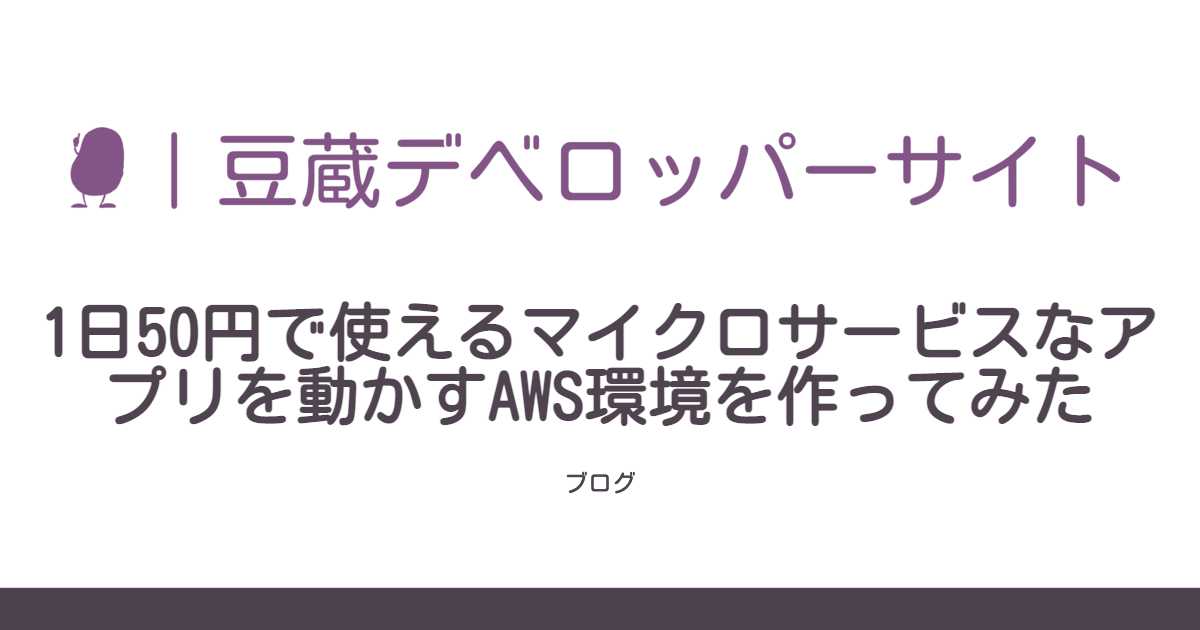 ｜豆蔵デベロッパーサイト
1日50円で使えるマイクロサービスなア
プリを動かすAWS環境を作ってみた
ブログ